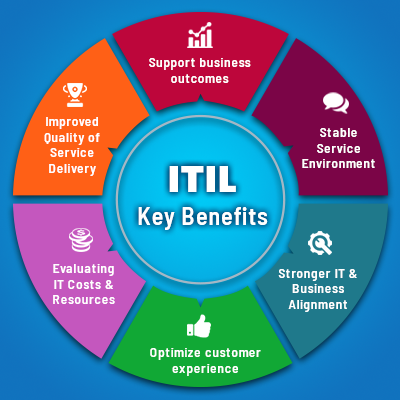 Support business
outcomes
Stable
Service
Environment
Stronger IT &
Business
Alignment
Optimize customer
experience
Evaluating
IT Costs &
Resources
Improved
Quality of
Service
Delivery
ITIL
Key Benefits